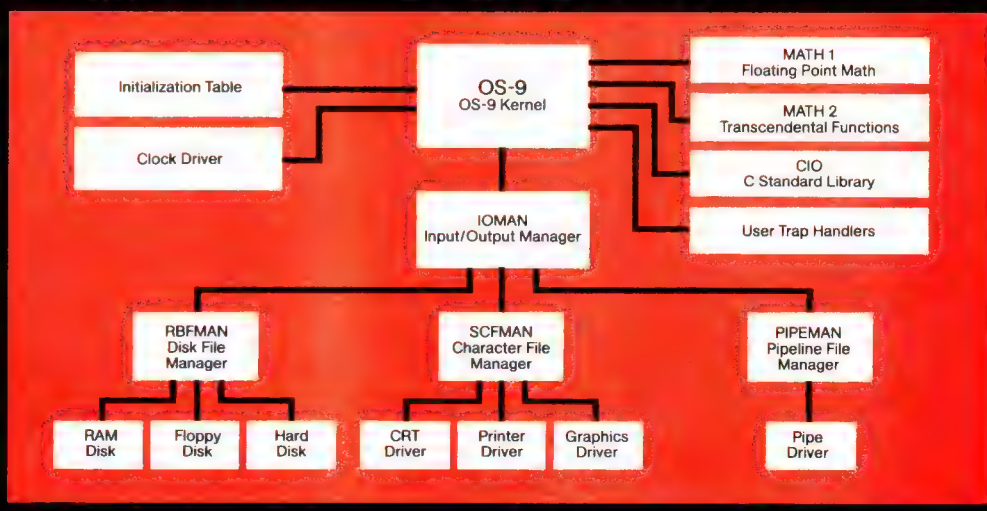 Initialization Table
Clock Driver
OS-9
OS-9 Kernel
MATH 1
Floating Point Math
MATH 2
Transcendental Functions
CIO
C Standard Library
User Trap Handlers
IOMAN
Input/Output Manager
RBFMAN
Disk File
Manager
SCFMAN
Character File
Manager
PIPEMAN
Pipeline File
Manager
RAM
Disk
Floppy
Disk
Hard
Disk
CRT
Driver
Printer
Driver
Graphics
Driver
Pipe
Driver